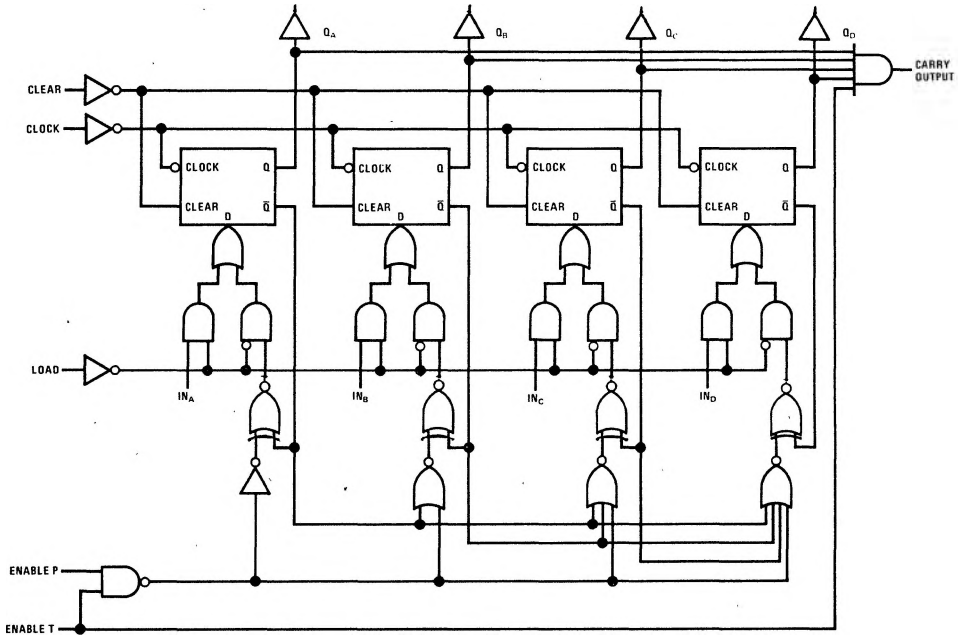 QA QB QC QD
CARRY
OUTPUT
CLEAR
CLOCK
CLOCK Q CLOCK Q CLOCK Q CLOCK Q
CLEAR Q̅ CLEAR Q̅ CLEAR Q̅ CLEAR Q̅
D D D D
LOAD
INA INB INC IND
ENABLE P
ENABLE T